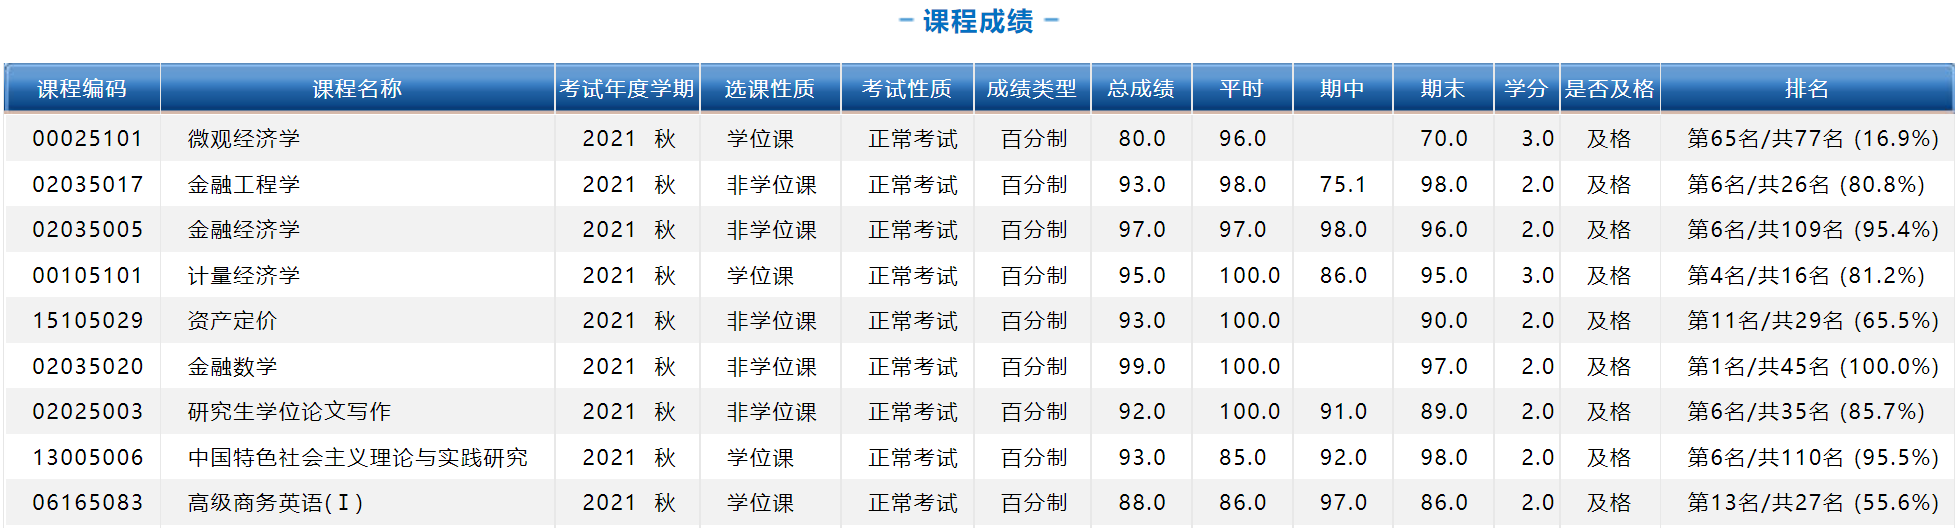 课程成绩
课程编码 课程名称 考试年度学期 选课性质 考试性质 成绩类型 总成绩 平时 期中 期末 学分 是否及格 排名
00025101 微观经济学 2021 秋 学位课 正常考试 百分制 80.0 96.0 70.0 3.0 及格 第65名/共77名 (16.9%)
02035017 金融工程学 2021 秋 非学位课 正常考试 百分制 93.0 98.0 75.1 98.0 2.0 及格 第6名/共26名 (80.8%)
02035005 金融经济学 2021 秋 非学位课 正常考试 百分制 97.0 97.0 98.0 96.0 2.0 及格 第6名/共109名 (95.4%)
00105101 计量经济学 2021 秋 学位课 正常考试 百分制 95.0 100.0 86.0 95.0 3.0 及格 第4名/共16名 (81.2%)
15105029 资产定价 2021 秋 非学位课 正常考试 百分制 93.0 100.0 90.0 2.0 及格 第11名/共29名 (65.5%)
02035020 金融数学 2021 秋 非学位课 正常考试 百分制 99.0 100.0 97.0 2.0 及格 第1名/共45名 (100.0%)
02025003 研究生学位论文写作 2021 秋 非学位课 正常考试 百分制 92.0 100.0 91.0 89.0 2.0 及格 第6名/共35名 (85.7%)
13005006 中国特色社会主义理论与实践研究 2021 秋 学位课 正常考试 百分制 93.0 85.0 92.0 98.0 2.0 及格 第6名/共110名 (95.5%)
06165083 高级商务英语(Ⅰ) 2021 秋 学位课 正常考试 百分制 88.0 86.0 97.0 86.0 2.0 及格 第13名/共27名 (55.6%)